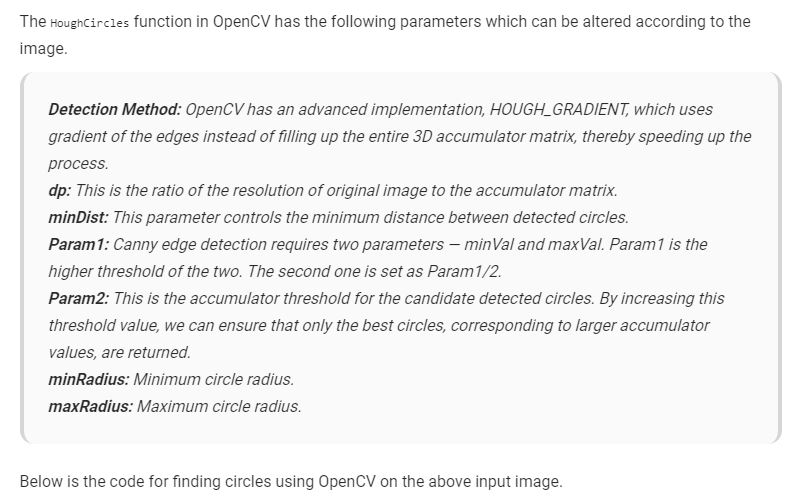 The HoughCircles function in OpenCV has the following parameters which can be altered according to the
image.
Detection Method: OpenCV has an advanced implementation, HOUGH_GRADIENT, which uses
gradient of the edges instead of filling up the entire 3D accumulator matrix, thereby speeding up the
process.
dp: This is the ratio of the resolution of original image to the accumulator matrix.
minDist: This parameter controls the minimum distance between detected circles.
Param1: Canny edge detection requires two parameters — minVal and maxVal. Param1 is the
higher threshold of the two. The second one is set as Param1/2.
Param2: This is the accumulator threshold for the candidate detected circles. By increasing this
threshold value, we can ensure that only the best circles, corresponding to larger accumulator
values, are returned.
minRadius: Minimum circle radius.
maxRadius: Maximum circle radius.
Below is the code for finding circles using OpenCV on the above input image.